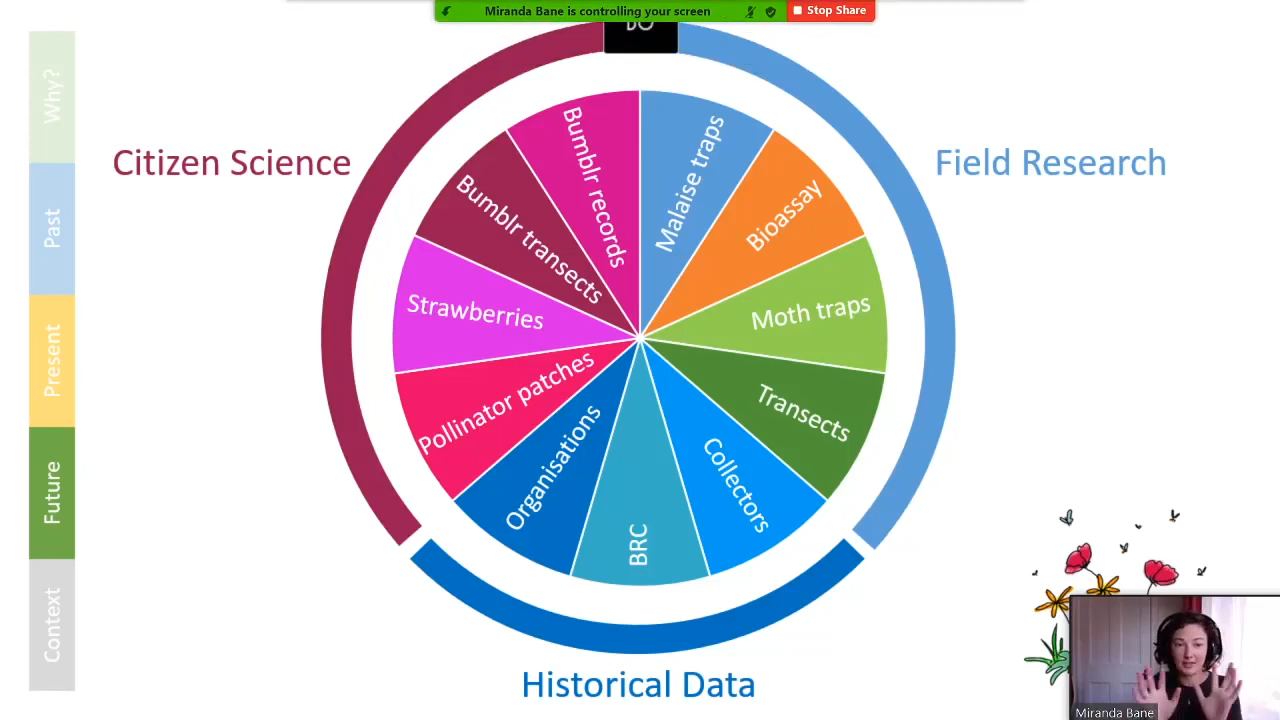 Miranda Bane is controlling your screen
Stop Share
Why?
Past
Present
Future
Context
Citizen Science
Field Research
Historical Data
Bumblr records
Malaise traps
Bioassay
Moth traps
Transects
Collectors
BRC
Organisations
Pollinator patches
Strawberries
Bumblr transects
Miranda Bane